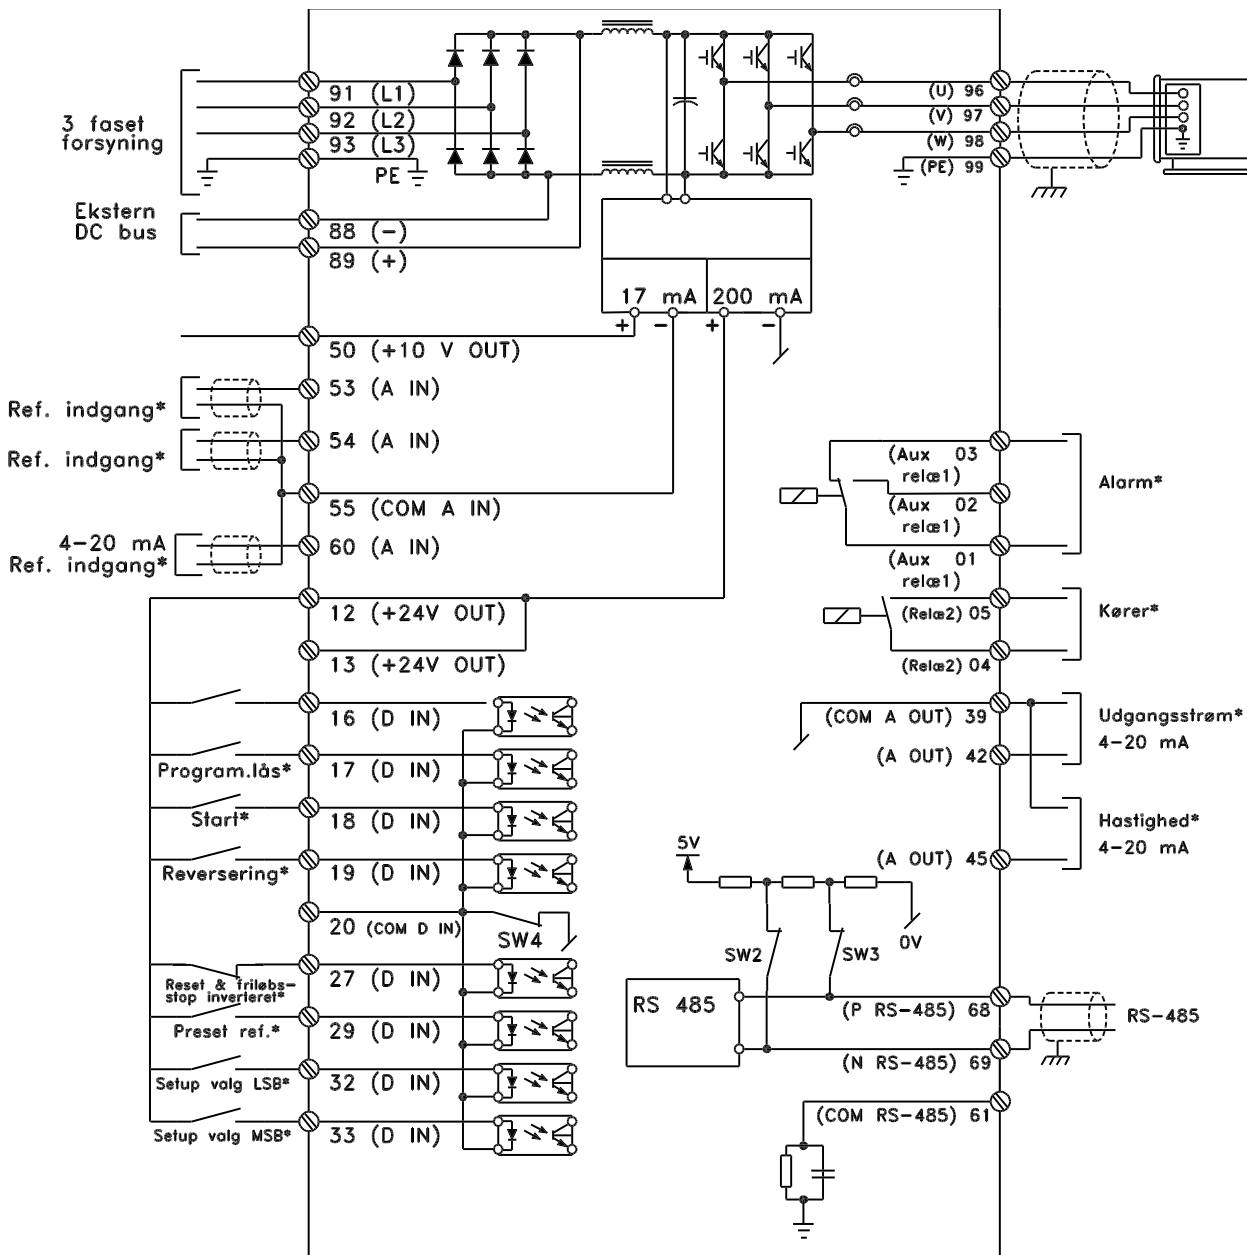 3 faset
forsyning
91 (L1)
92 (L2)
93 (L3)
PE
(U) 96
(V) 97
(W) 98
(PE) 99
Ekstern
DC bus
88 (−)
89 (+)
17 mA
200 mA
+ − + −
50 (+10 V OUT)
53 (A IN)
Ref. indgang*
54 (A IN)
Ref. indgang*
55 (COM A IN)
4−20 mA
Ref. indgang*
60 (A IN)
12 (+24V OUT)
13 (+24V OUT)
16 (D IN)
Program.lås*
17 (D IN)
Start*
18 (D IN)
Reversering*
19 (D IN)
20 (COM D IN)
SW4
Reset & friløbs−
stop inverteret*
27 (D IN)
Preset ref.*
29 (D IN)
Setup valg LSB*
32 (D IN)
Setup valg MSB*
33 (D IN)
(Aux 03
relæ1)
(Aux 02
relæ1)
(Aux 01
relæ1)
Alarm*
(Relæ2) 05
(Relæ2) 04
Kører*
(COM A OUT) 39
(A OUT) 42
Udgangsstrøm*
4−20 mA
Hastighed*
4−20 mA
(A OUT) 45
5V
0V
SW2
SW3
RS 485
(P RS−485) 68
(N RS−485) 69
RS−485
(COM RS−485) 61